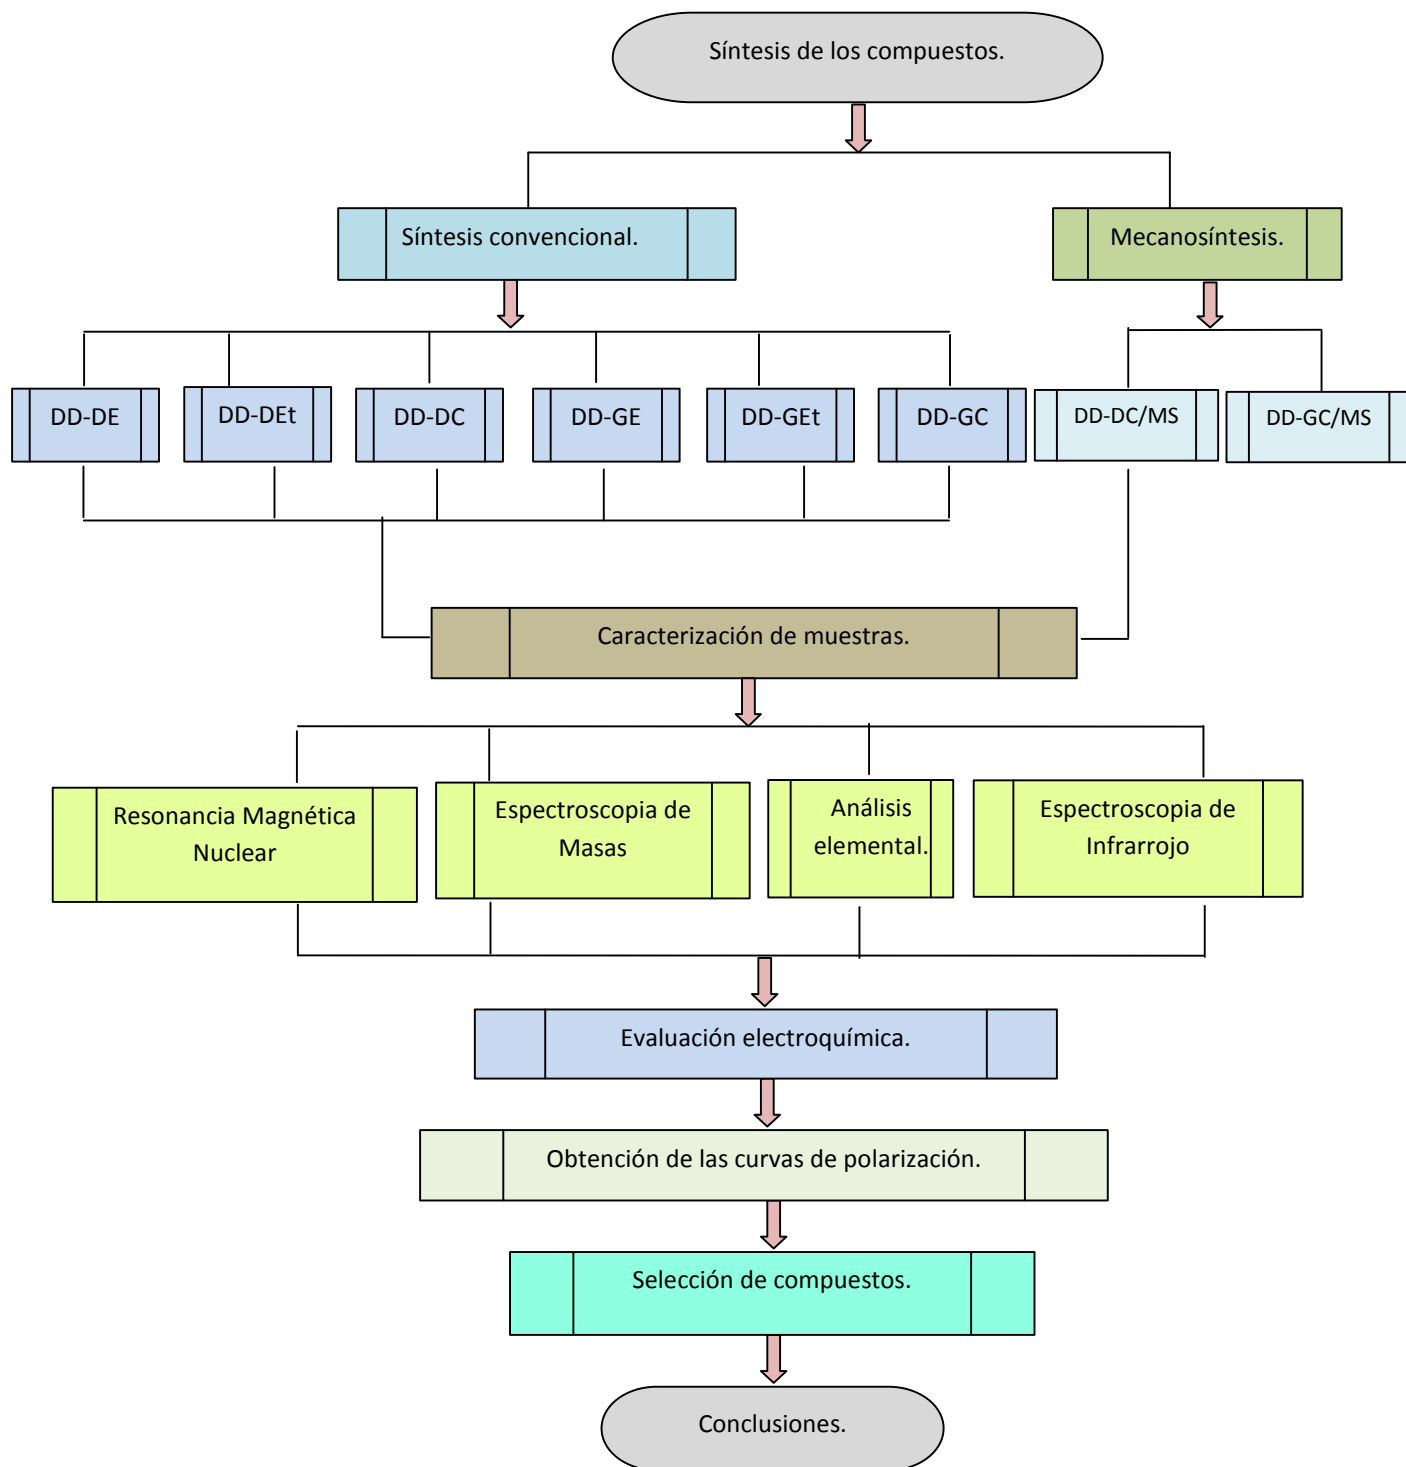 Síntesis de los compuestos.
Síntesis convencional.
Mecanosíntesis.
DD-DE
DD-DEt
DD-DC
DD-GE
DD-GEt
DD-GC
DD-DC/MS
DD-GC/MS
Caracterización de muestras.
Resonancia Magnética
Nuclear
Espectroscopia de
Masas
Análisis
elemental.
Espectroscopia de
Infrarrojo
Evaluación electroquímica.
Obtención de las curvas de polarización.
Selección de compuestos.
Conclusiones.